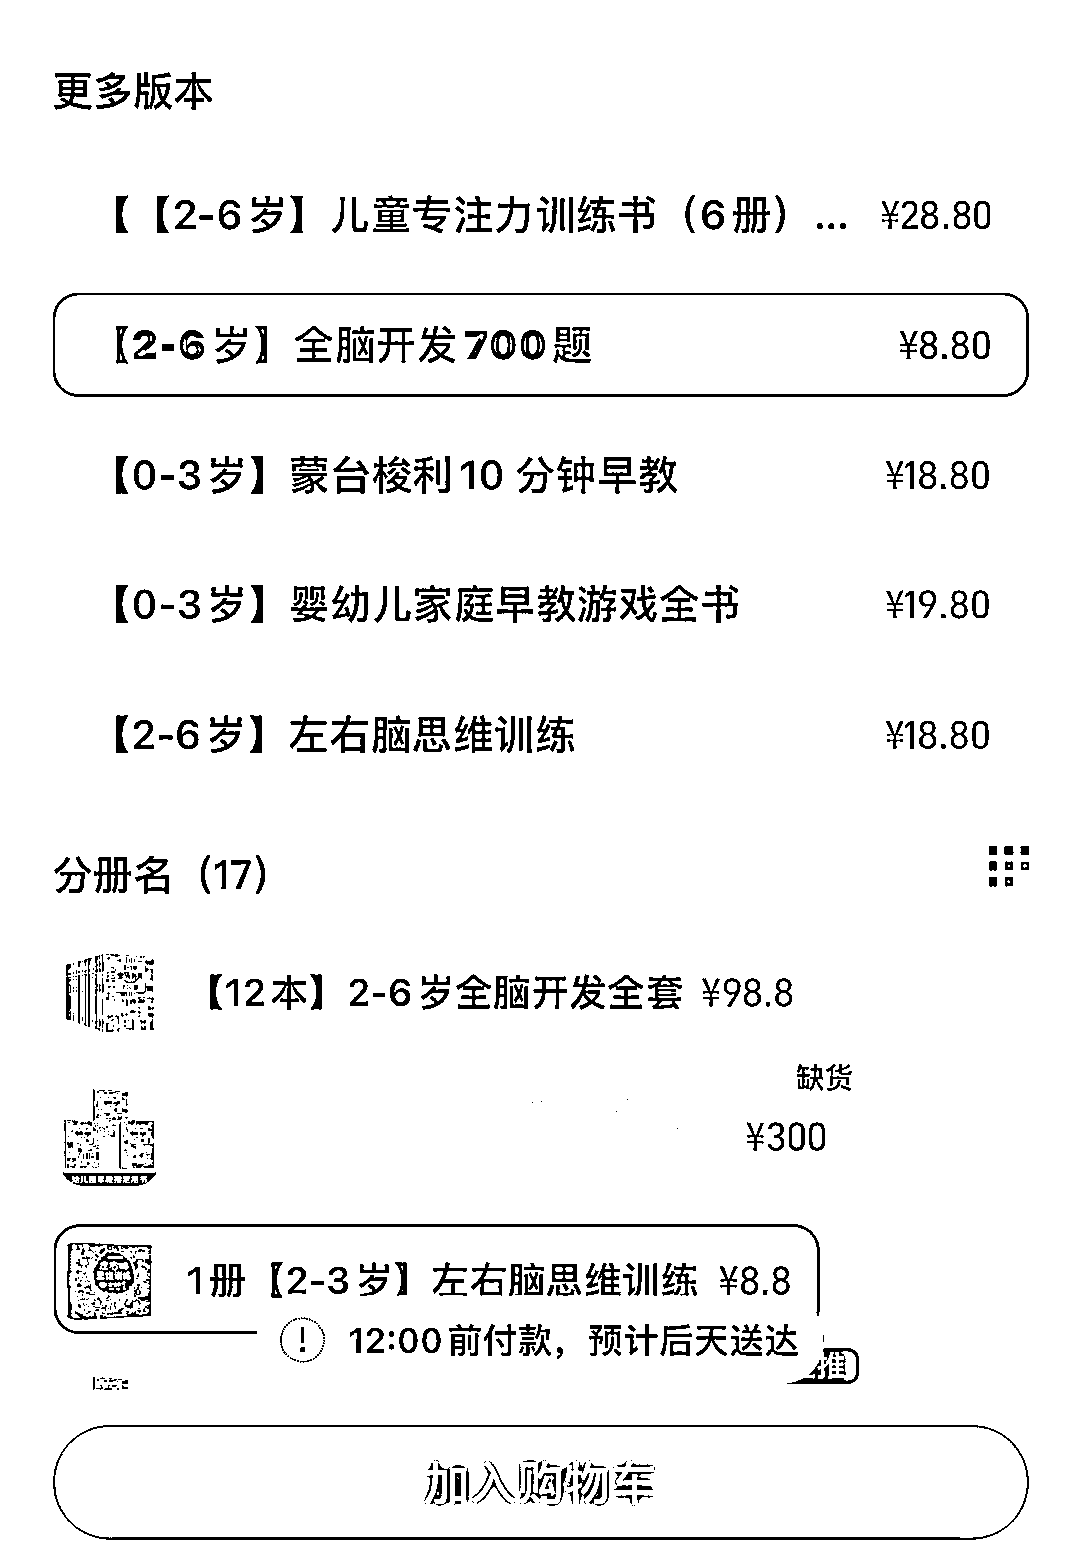 更多版本
【【2-6岁】儿童专注力训练书（6册）... ¥28.80
【2-6岁】全脑开发700题 ¥8.80
【0-3岁】蒙台梭利10 分钟早教 ¥18.80
【0-3岁】婴幼儿家庭早教游戏全书 ¥19.80
【2-6岁】左右脑思维训练 ¥18.80
分册名（17）
【12本】2-6岁全脑开发全套 ¥98.8
缺货
¥300
1册【2-3岁】左右脑思维训练 ¥8.8
12:00前付款，预计后天送达
推
加入购物车